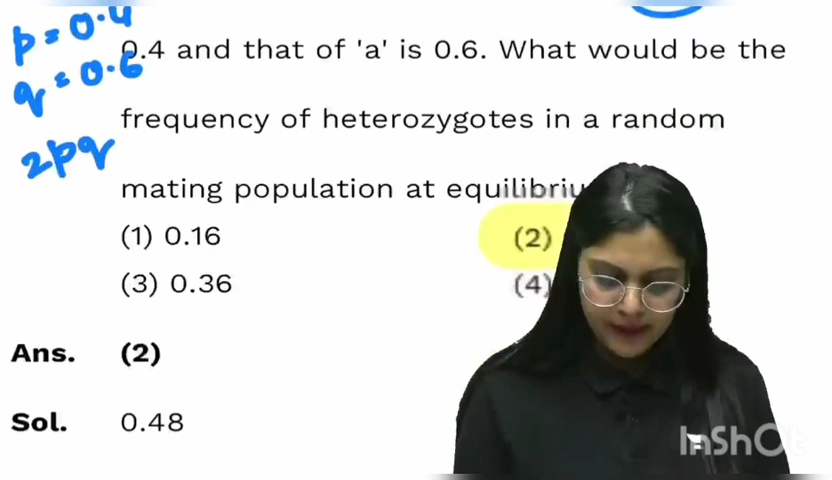 p = 0.4
q = 0.6
2pq
0.4 and that of 'a' is 0.6. What would be the
frequency of heterozygotes in a random
mating population at
(1) 0.16
(2)
(3) 0.36
(4)
Ans. (2)
Sol. 0.48
InShOt